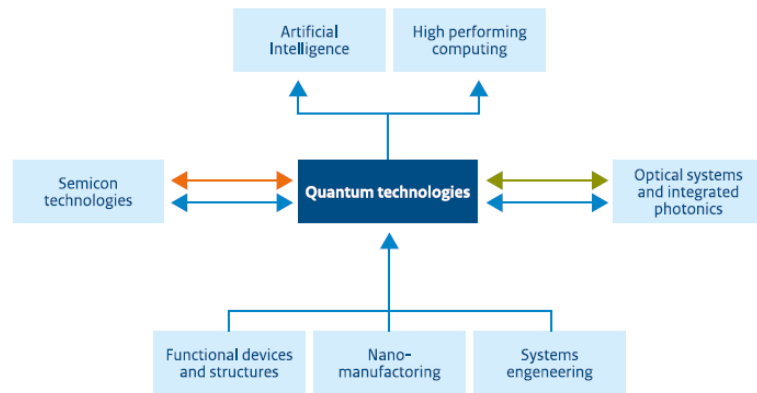 Artificial
Intelligence
High performing
computing
Semicon
technologies
Quantum technologies
Optical systems
and integrated
photonics
Functional devices
and structures
Nano-
manufactoring
Systems
engeneering